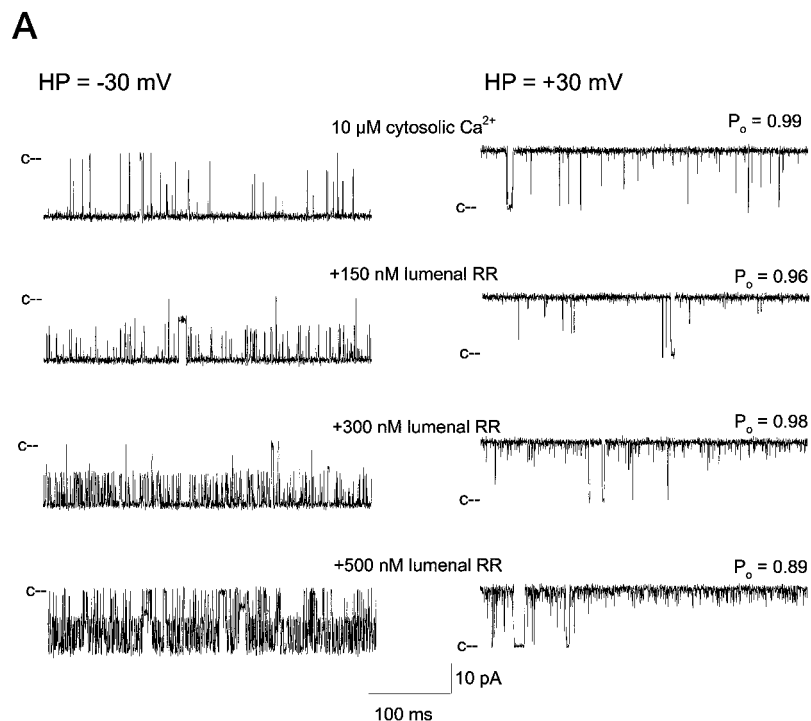 A
HP = -30 mV
HP = +30 mV
10 µM cytosolic Ca²⁺
Pₒ = 0.99
c--
c--
+150 nM lumenal RR
Pₒ = 0.96
c--
c--
+300 nM lumenal RR
Pₒ = 0.98
c--
c--
+500 nM lumenal RR
Pₒ = 0.89
c--
c--
10 pA
100 ms